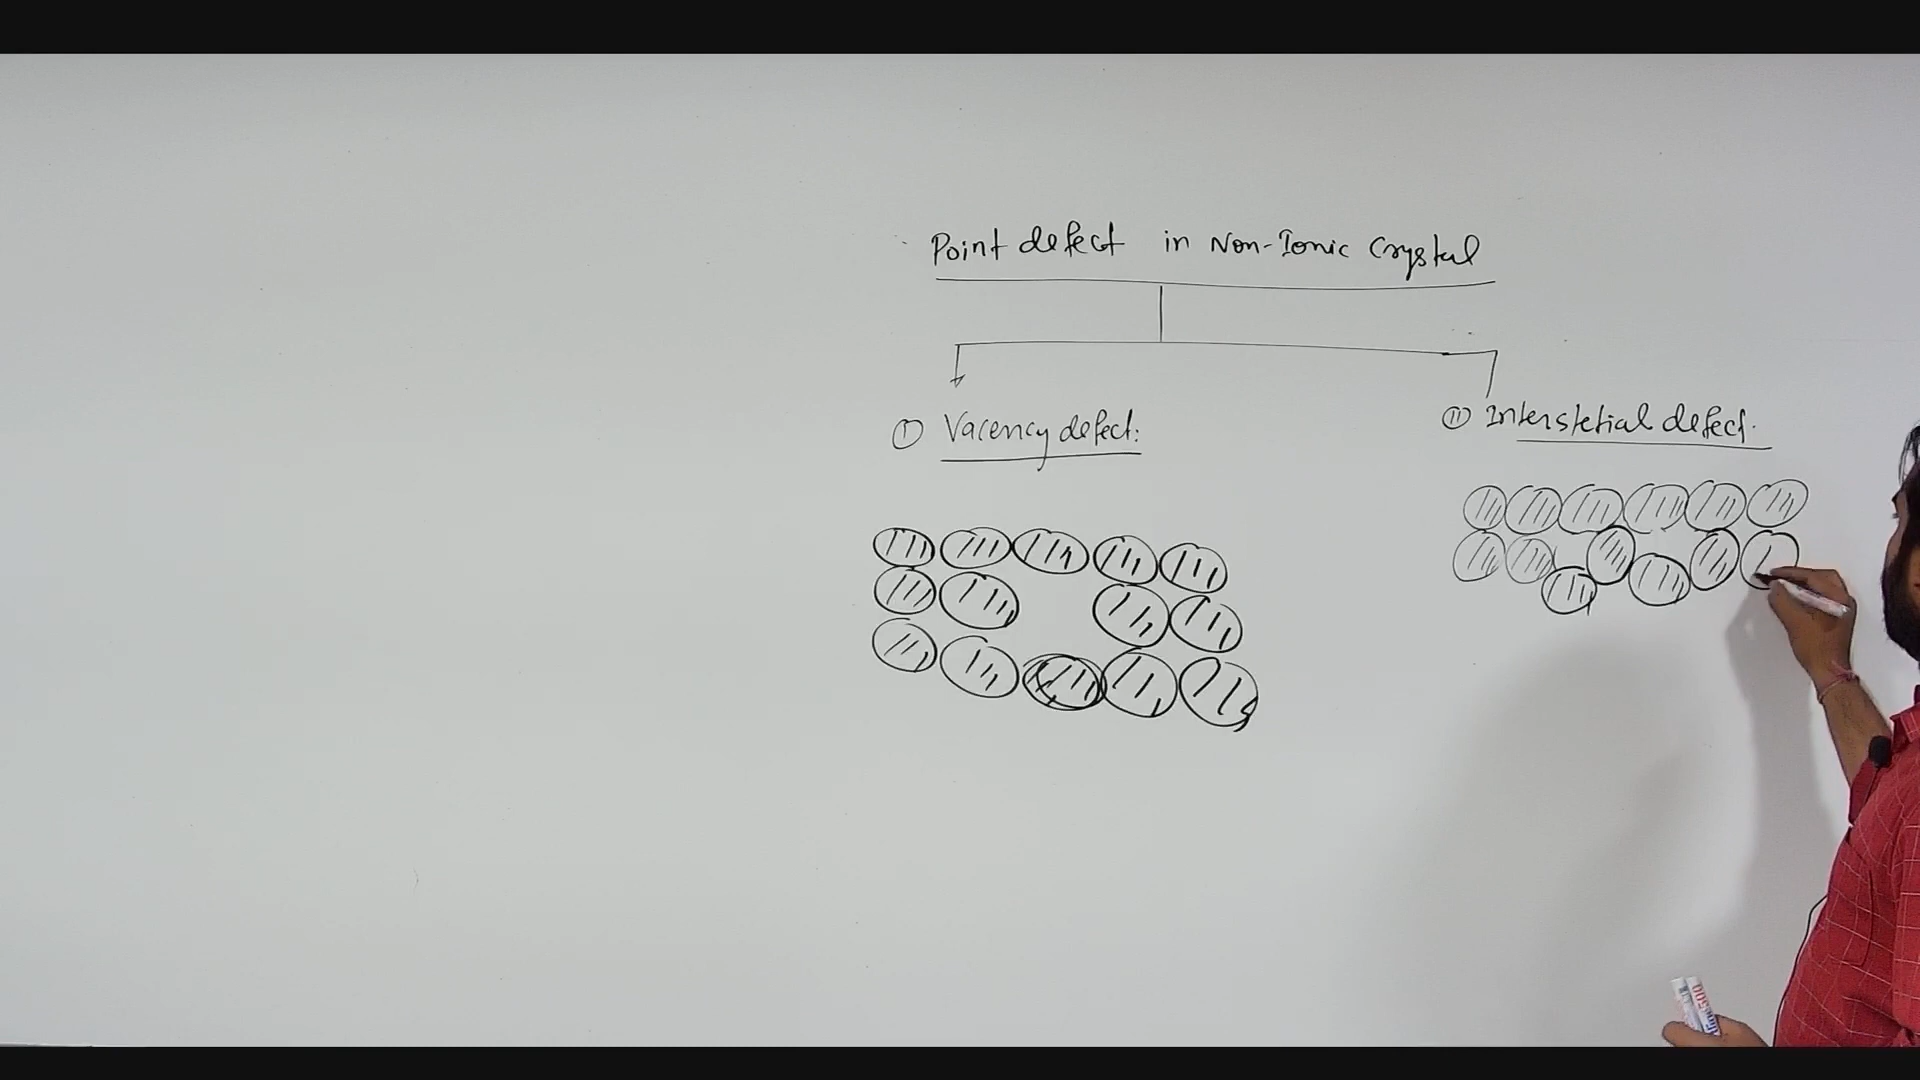 Point defect in Non-Ionic Crystal
① Vacency defect:
② Interstetial defect.